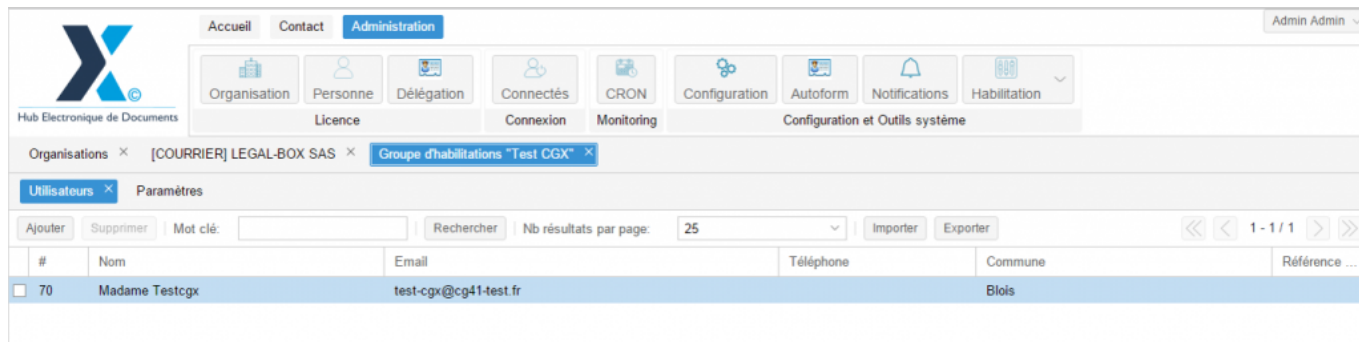 Accueil Contact Administration Admin Admin
Organisation Personne Délégation Connectés CRON Configuration Autoform Notifications Habilitation
©
Hub Electronique de Documents
Licence Connexion Monitoring Configuration et Outils système
Organisations × [COURRIER] LEGAL-BOX SAS × Groupe d'habilitations "Test CGX" ×
Utilisateurs × Paramètres
Ajouter Supprimer Mot clé: Rechercher Nb résultats par page: 25 Importer Exporter 1 - 1 / 1
# Nom Email Téléphone Commune Référence ...
70 Madame Testcgx test-cgx@cg41-test.fr Blois